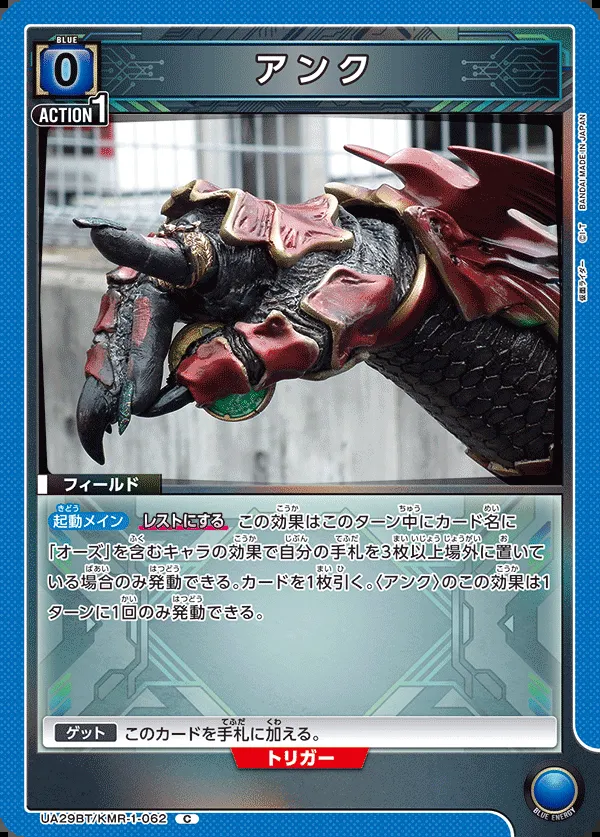 BLUE
0
アンク
ACTION 1
仮面ライダー ©I・T BANDAI MADE IN JAPAN
フィールド
起動メイン レストにする この効果はこのターン中にカード名に
「オーズ」を含むキャラの効果で自分の手札を3枚以上場外に置いて
いる場合のみ発動できる。カードを1枚引く。〈アンク〉のこの効果は1
ターンに1回のみ発動できる。
ゲット このカードを手札に加える。
トリガー
UA29BT/KMR-1-062 C
BLUE ENERGY